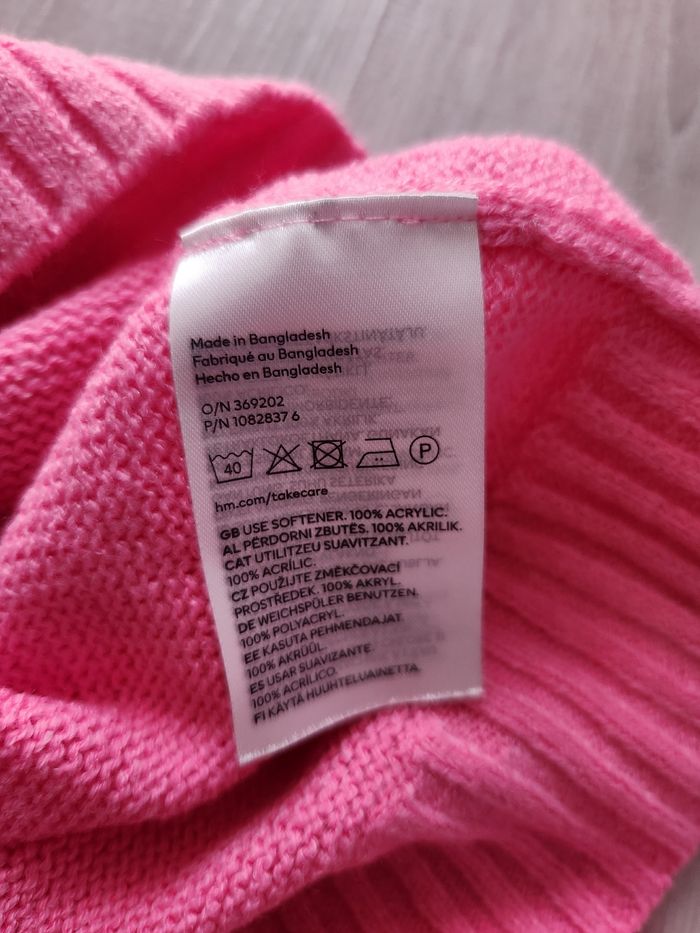 Made in Bangladesh
Fabriqué au Bangladesh
Hecho en Bangladesh
O/N 369202
P/N 1082837 6
40 P
hm.com/takecare
GB USE SOFTENER. 100% ACRYLIC.
AL PËRDORNI ZBUTËS. 100% AKRILIK.
CAT UTILITZEU SUAVITZANT.
100% ACRÍLIC.
CZ POUŽIJTE ZMĚKČOVACÍ
PROSTŘEDEK. 100% AKRYL.
DE WEICHSPÜLER BENUTZEN.
100% POLYACRYL.
EE KASUTA PEHMENDAJAT.
100% AKRÜÜL.
ES USAR SUAVIZANTE.
100% ACRÍLICO.
FI KÄYTÄ HUUHTELUAINETTA.